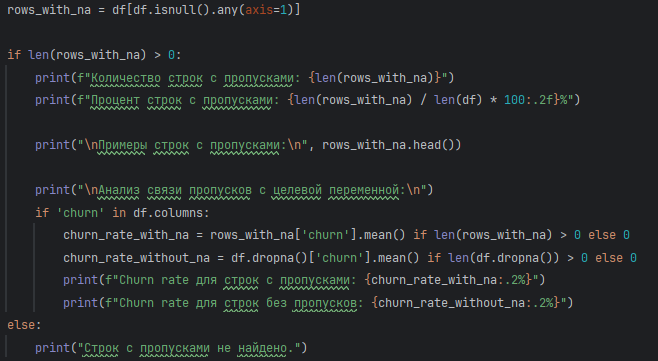 rows_with_na = df[df.isnull().any(axis=1)]
if len(rows_with_na) > 0:
    print(f"Количество строк с пропусками: {len(rows_with_na)}")
    print(f"Процент строк с пропусками: {len(rows_with_na) / len(df) * 100:.2f}%")
    print("\nПримеры строк с пропусками:\n", rows_with_na.head())
    print("\nАнализ связи пропусков с целевой переменной:\n")
    if 'churn' in df.columns:
        churn_rate_with_na = rows_with_na['churn'].mean() if len(rows_with_na) > 0 else 0
        churn_rate_without_na = df.dropna()['churn'].mean() if len(df.dropna()) > 0 else 0
        print(f"Churn rate для строк с пропусками: {churn_rate_with_na:.2%}")
        print(f"Churn rate для строк без пропусков: {churn_rate_without_na:.2%}")
else:
    print("Строк с пропусками не найдено.")